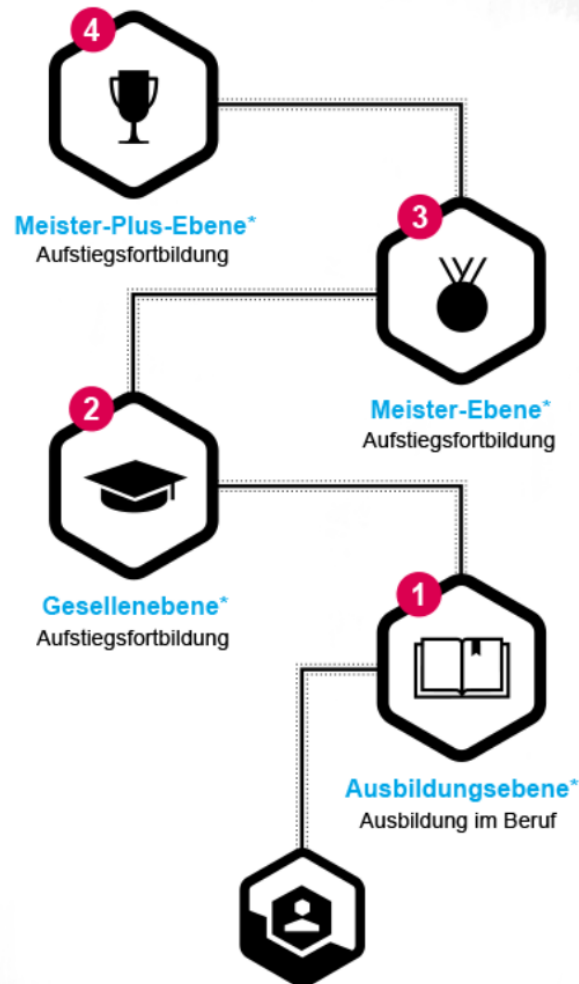 4
Meister-Plus-Ebene*
Aufstiegsfortbildung
3
Meister-Ebene*
Aufstiegsfortbildung
2
Gesellenebene*
Aufstiegsfortbildung
1
Ausbildungsebene*
Ausbildung im Beruf